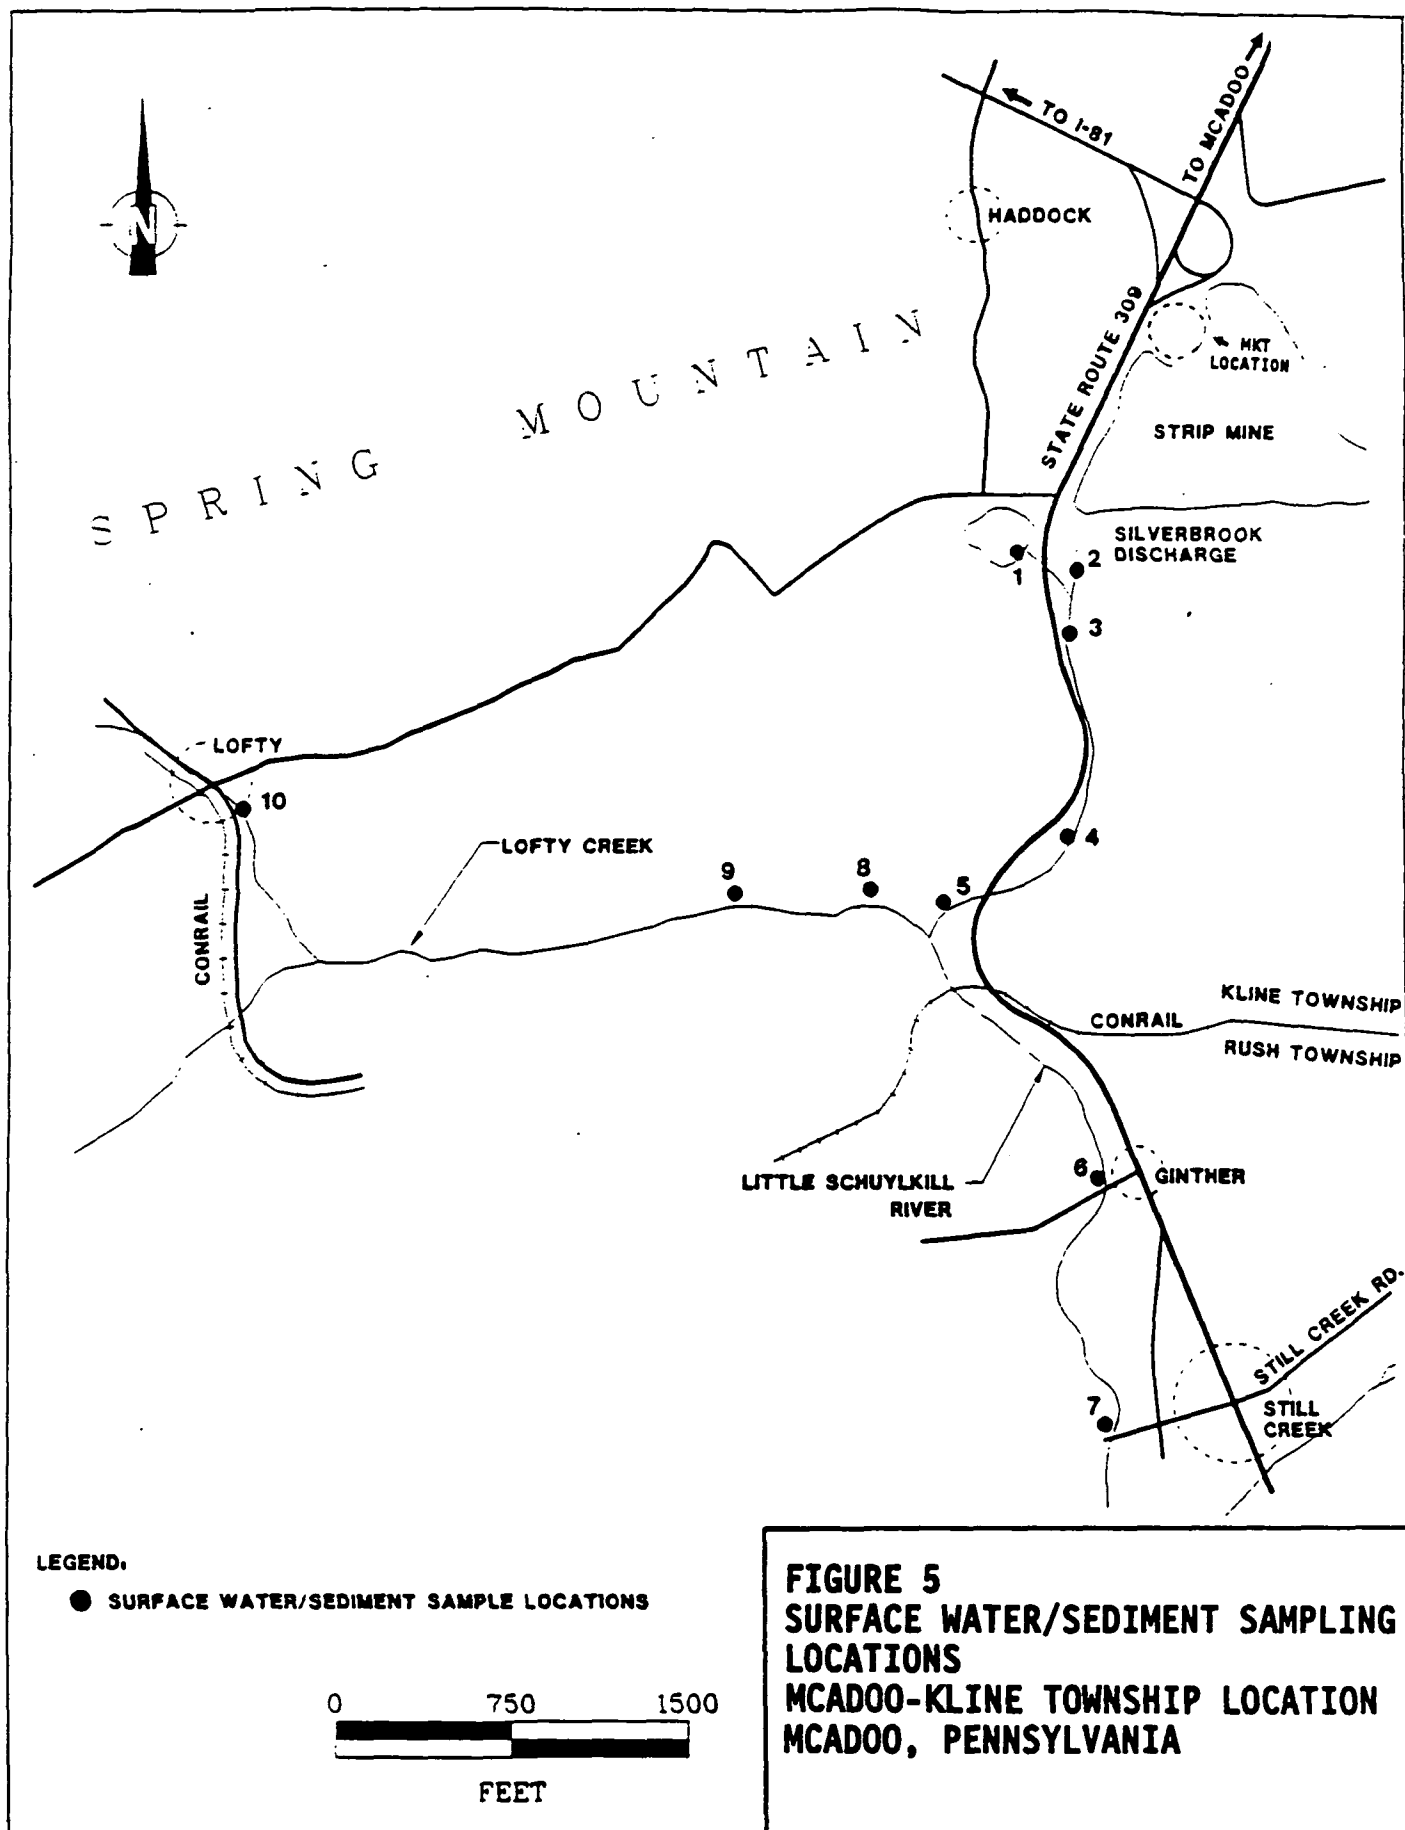 TO MCADOO
TO I-81
N
HADDOCK
STATE ROUTE 309
MKT
LOCATION
SPRING MOUNTAIN
STRIP MINE
SILVERBROOK
DISCHARGE
1
2
3
LOFTY
10
4
LOFTY CREEK
9
8
5
CONRAIL
KLINE TOWNSHIP
CONRAIL
RUSH TOWNSHIP
6
GINTHER
LITTLE SCHUYLKILL
RIVER
STILL CREEK RD.
7
STILL
CREEK
LEGEND:
SURFACE WATER/SEDIMENT SAMPLE LOCATIONS
0 750 1500
FEET
FIGURE 5
SURFACE WATER/SEDIMENT SAMPLING
LOCATIONS
MCADOO-KLINE TOWNSHIP LOCATION
MCADOO, PENNSYLVANIA